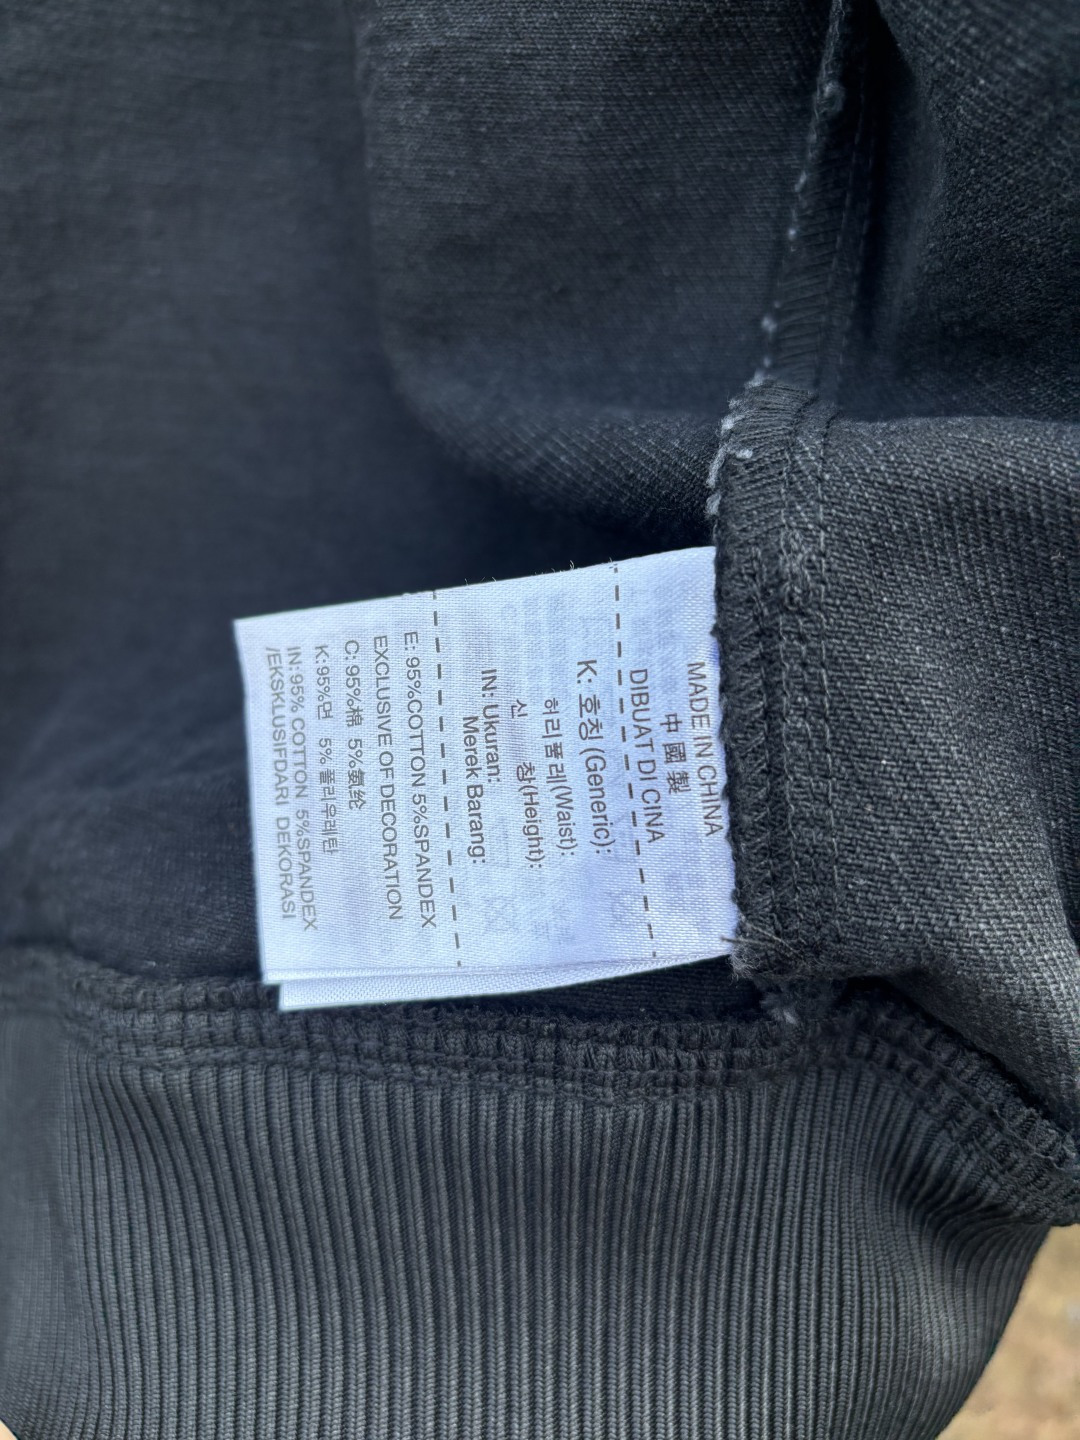 MADE IN CHINA
中國製
DIBUAT DI CINA
K: 호칭 (Generic):
허리둘레(Waist):
신 장(Height):
IN: Ukuran:
Merek Barang:
E: 95%COTTON 5%SPANDEX
EXCLUSIVE OF DECORATION
C: 95%棉 5%氨纶
K:95%면 5%폴리우레탄
IN:95% COTTON 5%SPANDEX
/EKSKLUSIFDARI DEKORASI